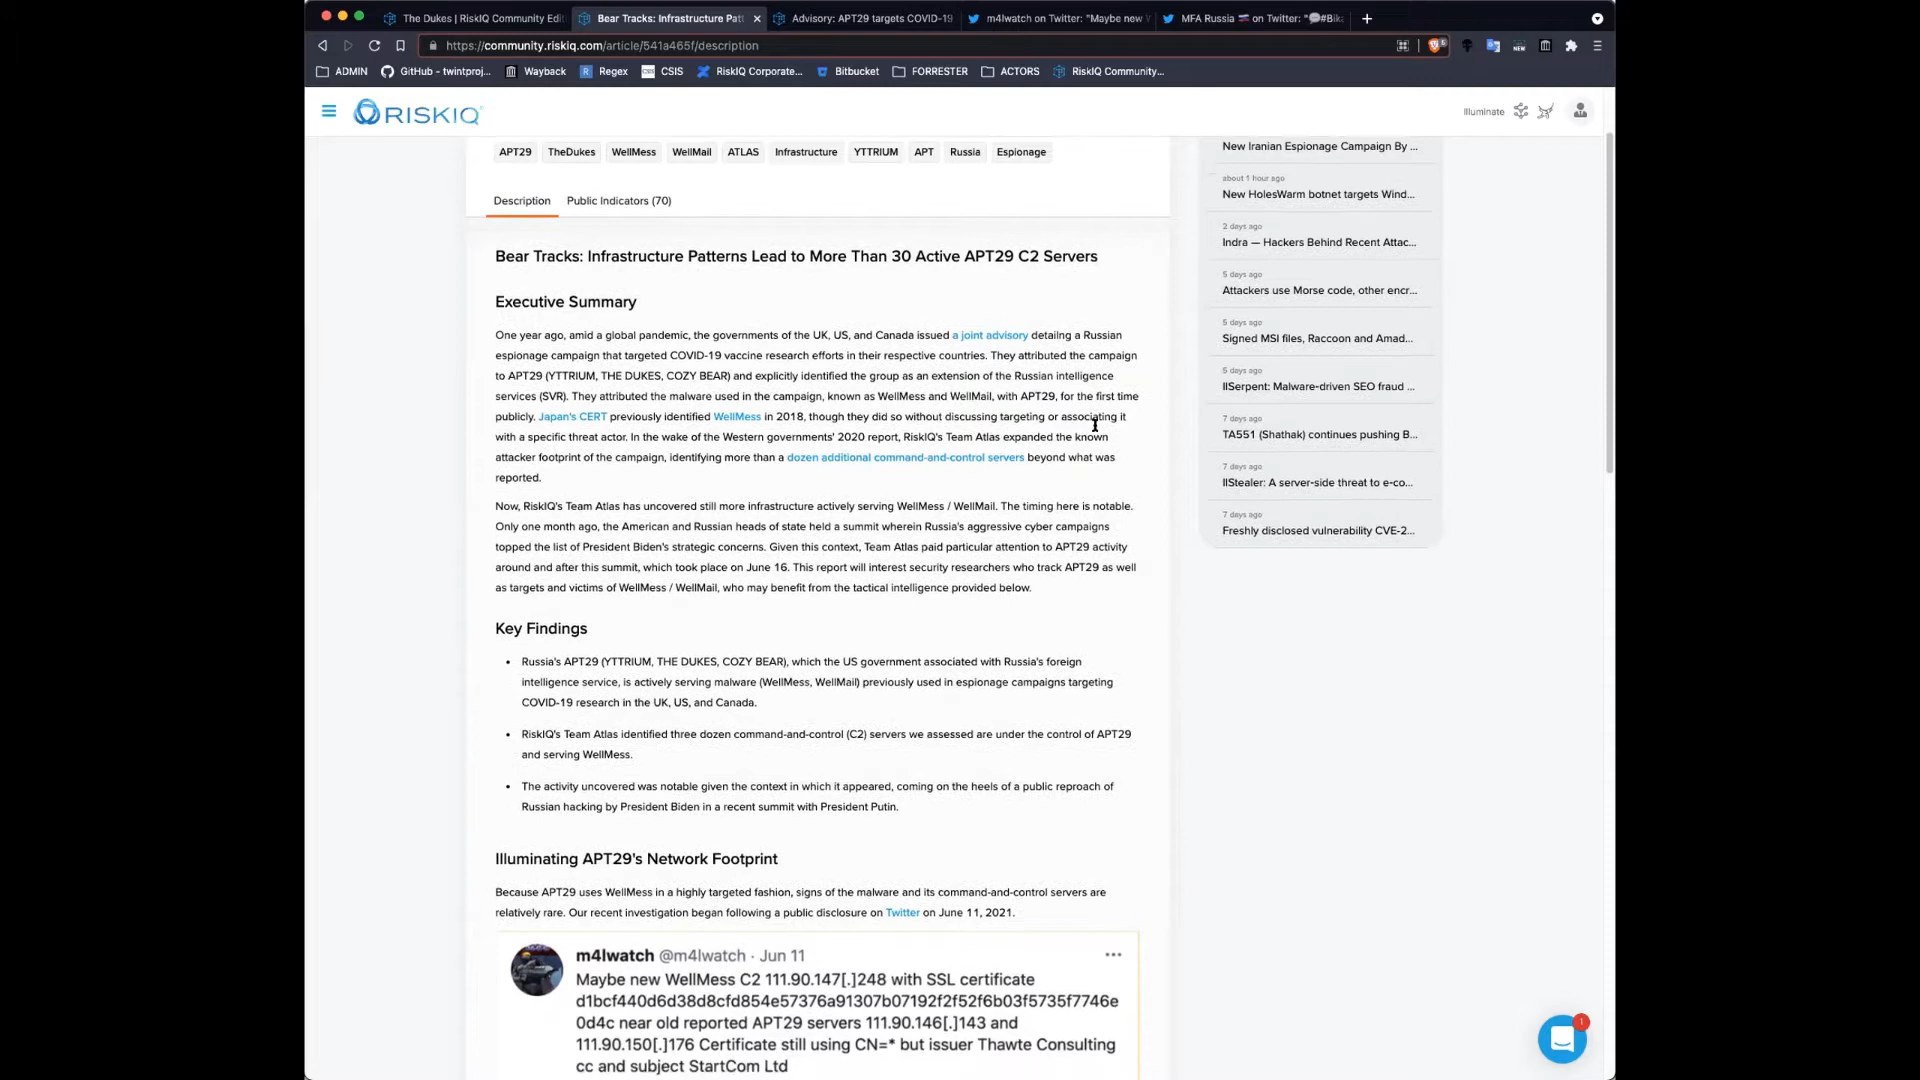 The Dukes | RiskIQ Community Edi
Bear Tracks: Infrastructure Patt
Advisory: APT29 targets COVID-19
m4lwatch on Twitter: "Maybe new
MFA Russia on Twitter: "#Bik
https://community.riskiq.com/article/541a465f/description
ADMIN GitHub - twintproj... Wayback R Regex CSIS CSIS RiskIQ Corporate... Bitbucket FORRESTER ACTORS RiskIQ Community...
RISKIQ
Illuminate
APT29 TheDukes WellMess WellMail ATLAS Infrastructure YTTRIUM APT Russia Espionage
Description Public Indicators (70)
Bear Tracks: Infrastructure Patterns Lead to More Than 30 Active APT29 C2 Servers
Executive Summary
One year ago, amid a global pandemic, the governments of the UK, US, and Canada issued a joint advisory detailng a Russian
espionage campaign that targeted COVID-19 vaccine research efforts in their respective countries. They attributed the campaign
to APT29 (YTTRIUM, THE DUKES, COZY BEAR) and explicitly identified the group as an extension of the Russian intelligence
services (SVR). They attributed the malware used in the campaign, known as WellMess and WellMail, with APT29, for the first time
publicly. Japan's CERT previously identified WellMess in 2018, though they did so without discussing targeting or associating it
with a specific threat actor. In the wake of the Western governments' 2020 report, RiskIQ's Team Atlas expanded the known
attacker footprint of the campaign, identifying more than a dozen additional command-and-control servers beyond what was
reported.
Now, RiskIQ's Team Atlas has uncovered still more infrastructure actively serving WellMess / WellMail. The timing here is notable.
Only one month ago, the American and Russian heads of state held a summit wherein Russia's aggressive cyber campaigns
topped the list of President Biden's strategic concerns. Given this context, Team Atlas paid particular attention to APT29 activity
around and after this summit, which took place on June 16. This report will interest security researchers who track APT29 as well
as targets and victims of WellMess / WellMail, who may benefit from the tactical intelligence provided below.
Key Findings
• Russia's APT29 (YTTRIUM, THE DUKES, COZY BEAR), which the US government associated with Russia's foreign
intelligence service, is actively serving malware (WellMess, WellMail) previously used in espionage campaigns targeting
COVID-19 research in the UK, US, and Canada.
• RiskIQ's Team Atlas identified three dozen command-and-control (C2) servers we assessed are under the control of APT29
and serving WellMess.
• The activity uncovered was notable given the context in which it appeared, coming on the heels of a public reproach of
Russian hacking by President Biden in a recent summit with President Putin.
Illuminating APT29's Network Footprint
Because APT29 uses WellMess in a highly targeted fashion, signs of the malware and its command-and-control servers are
relatively rare. Our recent investigation began following a public disclosure on Twitter on June 11, 2021.
m4lwatch @m4lwatch · Jun 11
Maybe new WellMess C2 111.90.147[.]248 with SSL certificate
d1bcf440d6d38d8cfd854e57376a91307b07192f2f52f6b03f5735f7746e
0d4c near old reported APT29 servers 111.90.146[.]143 and
111.90.150[.]176 Certificate still using CN=* but issuer Thawte Consulting
cc and subject StartCom Ltd
New Iranian Espionage Campaign By ...
about 1 hour ago
New HolesWarm botnet targets Wind...
2 days ago
Indra — Hackers Behind Recent Attac...
5 days ago
Attackers use Morse code, other encr...
5 days ago
Signed MSI files, Raccoon and Amad...
5 days ago
IISerpent: Malware-driven SEO fraud ...
7 days ago
TA551 (Shathak) continues pushing B...
7 days ago
IIStealer: A server-side threat to e-co...
7 days ago
Freshly disclosed vulnerability CVE-2...
1